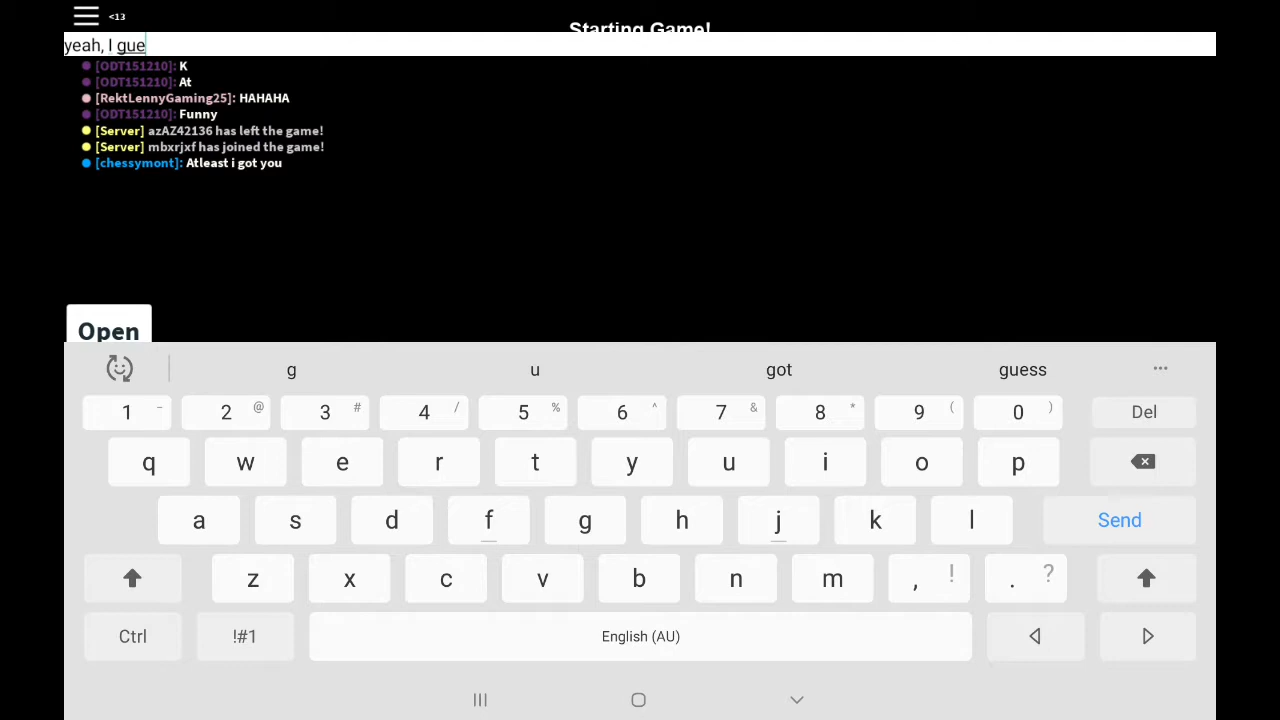 <13
Starting Game!
yeah, I gue
[ODT151210]: K
[ODT151210]: At
[RektLennyGaming25]: HAHAHA
[ODT151210]: Funny
[Server] azAZ42136 has left the game!
[Server] mbxrjxf has joined the game!
[chessymont]: Atleast i got you
Open
g u got guess ...
1 - 2 @ 3 # 4 / 5 % 6 ^ 7 & 8 * 9 ( 0 ) Del
q w e r t y u i o p
a s d f g h j k l Send
z x c v b n m , ! . ?
Ctrl !#1 English (AU)